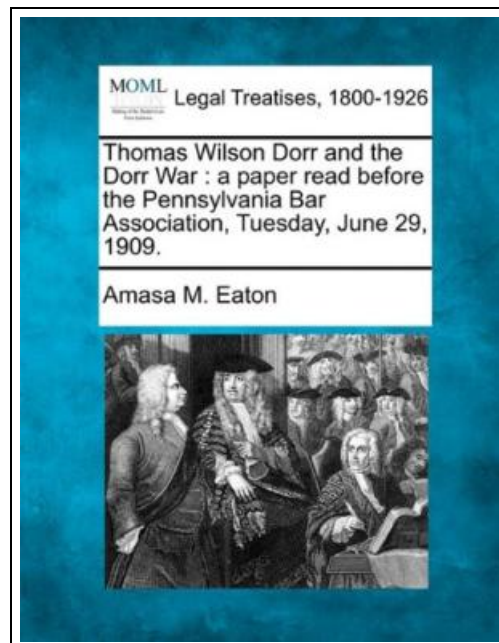 MOML
Legal Treatises, 1800-1926
Thomas Wilson Dorr and the
Dorr War : a paper read before
the Pennsylvania Bar
Association, Tuesday, June 29,
1909.
Amasa M. Eaton